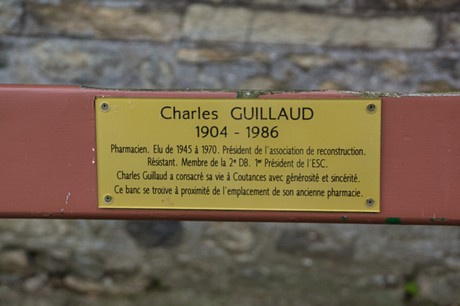 Charles GUILLAUD
1904 - 1986
Pharmacien. Elu de 1945 à 1970. Président de l'association de reconstruction.
Résistant. Membre de la 2e DB. 1er Président de l'ESC.
Charles Guillaud a consacré sa vie à Coutances avec générosité et sincérité.
Ce banc se trouve à proximité de l'emplacement de son ancienne pharmacie.